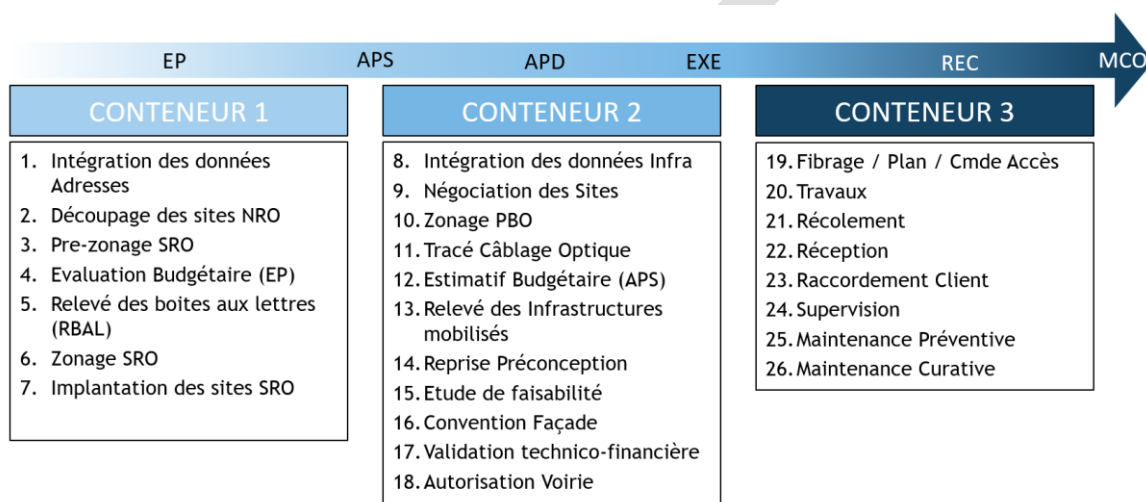 EP APS APD EXE REC MCO
CONTENEUR 1
1. Intégration des données
Adresses
2. Découpage des sites NRO
3. Pre-zonage SRO
4. Evaluation Budgétaire (EP)
5. Relevé des boites aux lettres
(RBAL)
6. Zonage SRO
7. Implantation des sites SRO
CONTENEUR 2
8. Intégration des données Infra
9. Négociation des Sites
10. Zonage PBO
11. Tracé Câblage Optique
12. Estimatif Budgétaire (APS)
13. Relevé des Infrastructures
mobilisés
14. Reprise Préconception
15. Etude de faisabilité
16. Convention Façade
17. Validation technico-financière
18. Autorisation Voirie
CONTENEUR 3
19. Fibrage / Plan / Cmde Accès
20. Travaux
21. Récolement
22. Réception
23. Raccordement Client
24. Supervision
25. Maintenance Préventive
26. Maintenance Curative